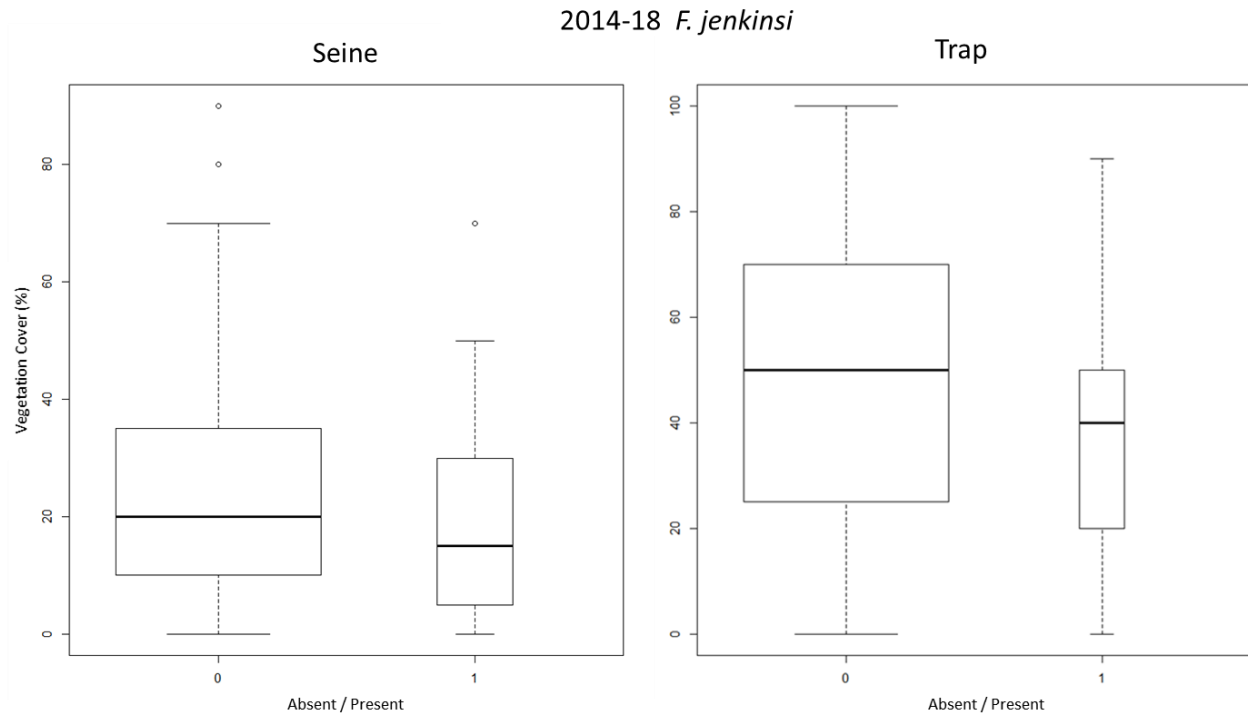 2014-18 F. jenkinsi
Seine
Trap
Vegetation Cover (%)
80
60
40
20
0
0
1
Absent / Present
100
80
60
40
20
0
0
1
Absent / Present